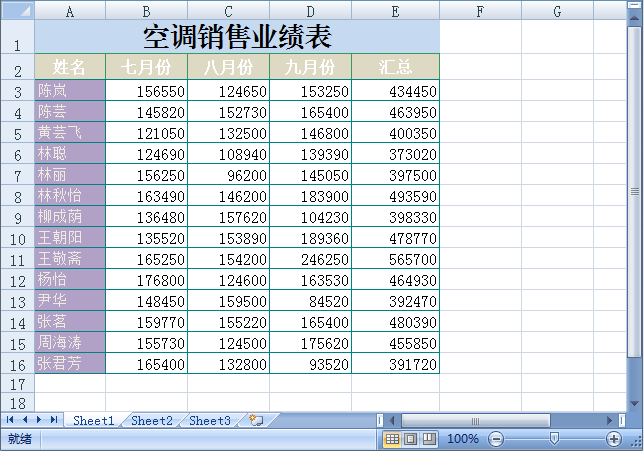 A B C D E F G
1 空调销售业绩表
2 姓名 七月份 八月份 九月份 汇总
3 陈岚 156550 124650 153250 434450
4 陈芸 145820 152730 165400 463950
5 黄芸飞 121050 132500 146800 400350
6 林聪 124690 108940 139390 373020
7 林丽 156250 96200 145050 397500
8 林秋怡 163490 146200 183900 493590
9 柳成荫 136480 157620 104230 398330
10 王朝阳 135520 153890 189360 478770
11 王敬斋 165250 154200 246250 565700
12 杨怡 176800 124600 163530 464930
13 尹华 148450 159500 84520 392470
14 张茗 159770 155220 165400 480390
15 周海涛 155730 124500 175620 455850
16 张君芳 165400 132800 93520 391720
17
18
Sheet1 Sheet2 Sheet3
就绪 100%